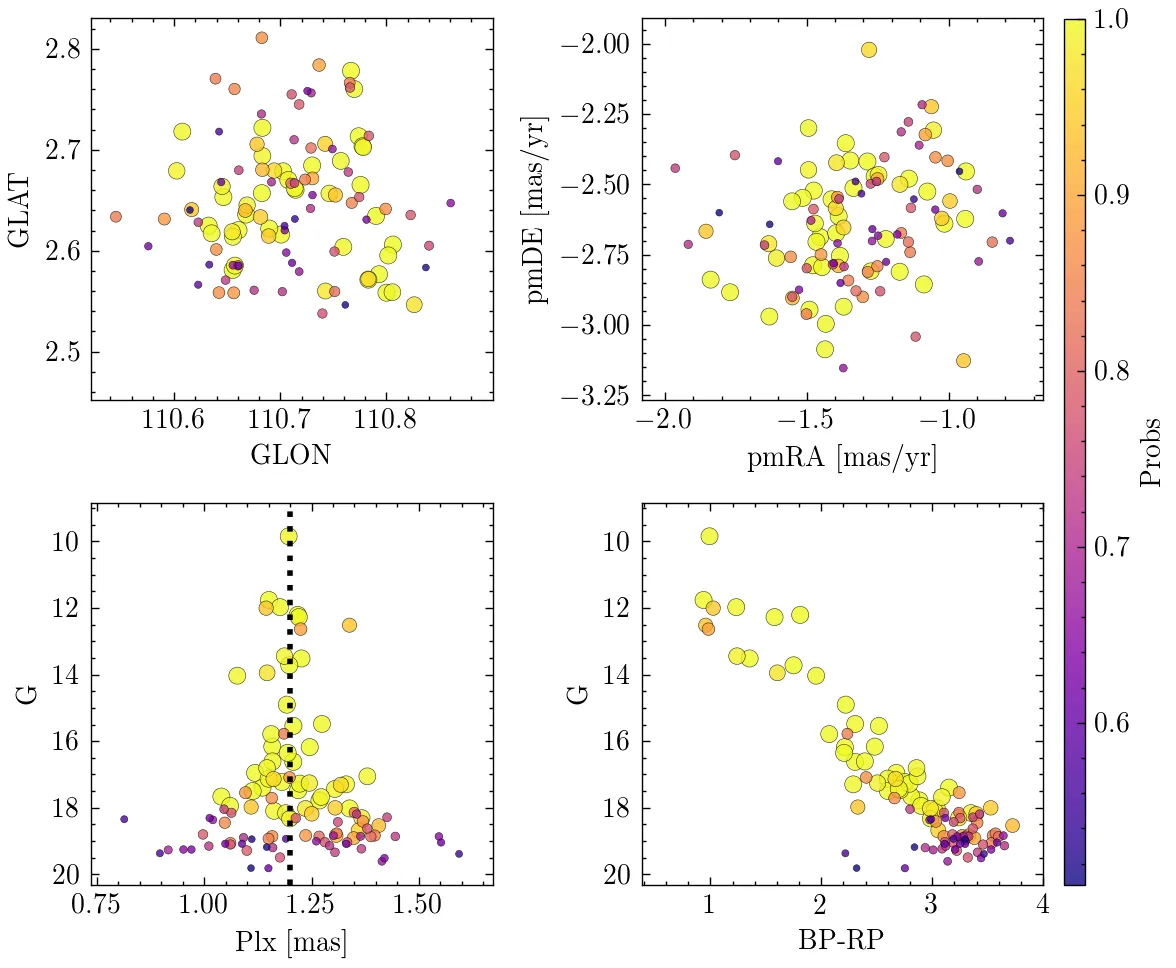 2.8
2.7
2.6
2.5
GLAT
110.6 110.7 110.8
GLON
−2.00
−2.25
−2.50
−2.75
−3.00
−3.25
pmDE [mas/yr]
−2.0 −1.5 −1.0
pmRA [mas/yr]
10
12
14
16
18
20
G
0.75 1.00 1.25 1.50
Plx [mas]
10
12
14
16
18
20
G
1 2 3 4
BP-RP
1.0
0.9
0.8
0.7
0.6
Probs